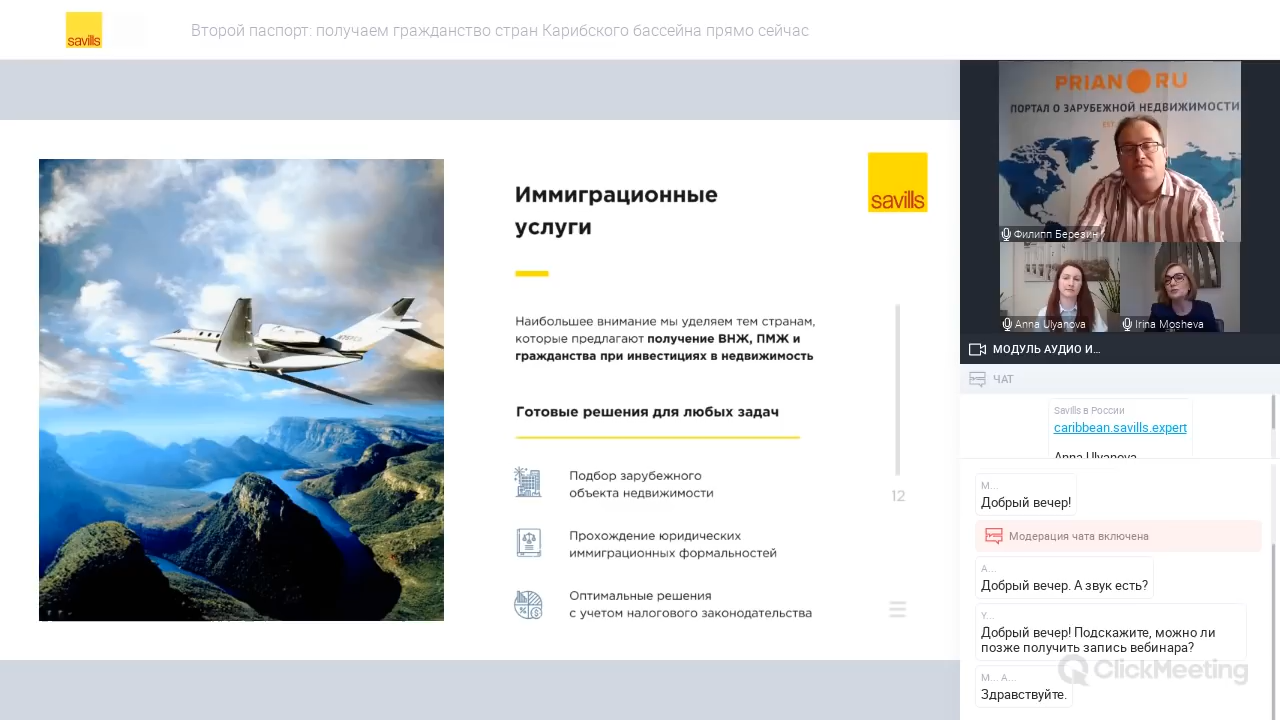 savills
Второй паспорт: получаем гражданство стран Карибского бассейна прямо сейчас
Иммиграционные
услуги
savills
Наибольшее внимание мы уделяем тем странам,
которые предлагают получение ВНЖ, ПМЖ и
гражданства при инвестициях в недвижимость
Готовые решения для любых задач
Подбор зарубежного
объекта недвижимости
12
Прохождение юридических
иммиграционных формальностей
Оптимальные решения
с учетом налогового законодательства
PRIAN RU
ПОРТАЛ О ЗАРУБЕЖНОЙ НЕДВИЖИМОСТИ
Филипп Березин
Anna Ulyanova
Irina Mosheva
МОДУЛЬ АУДИО И...
ЧАТ
Savills в России
caribbean.savills.expert
Anna Ulyanova
М...
Добрый вечер!
Модерация чата включена
А...
Добрый вечер. А звук есть?
Y...
Добрый вечер! Подскажите, можно ли
позже получить запись вебинара?
ClickMeeting
М... А...
Здравствуйте.